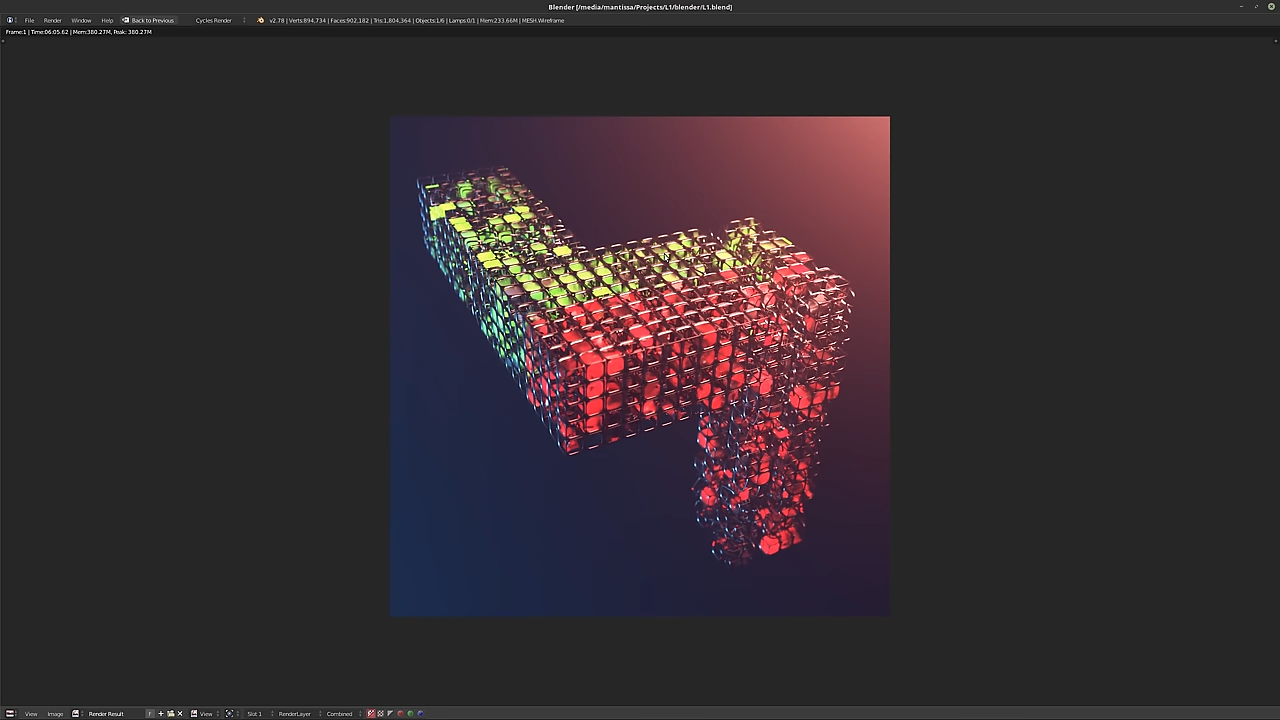 Blender [/media/mantissa/Projects/L1/blender/L1.blend]
File Render Window Help Back to Previous Cycles Render v2.78 | Verts:894,734 | Faces:902,182 | Tris:1,804,364 | Objects:1/6 | Lamps:0/1 | Mem:233.66M | MESH.Wireframe
Frame:1 | Time:06:05.62 | Mem:380.27M, Peak: 380.27M
View Image Render Result F View Slot 1 RenderLayer Combined